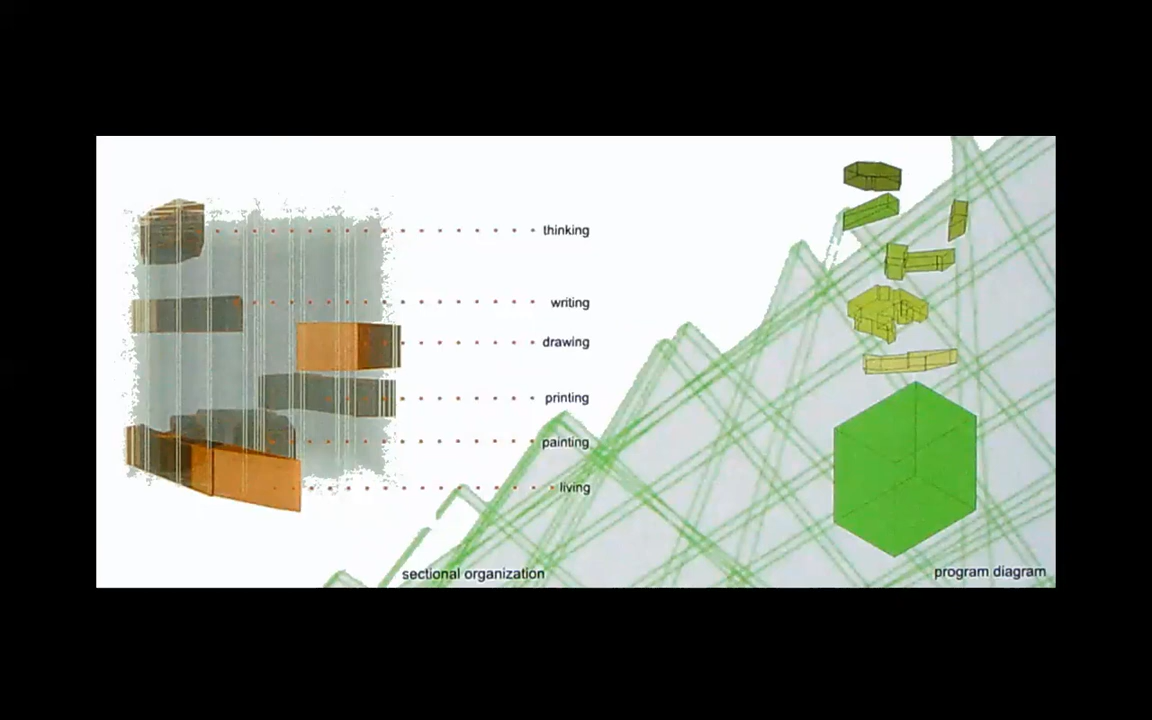 thinking
writing
drawing
printing
painting
living
sectional organization
program diagram